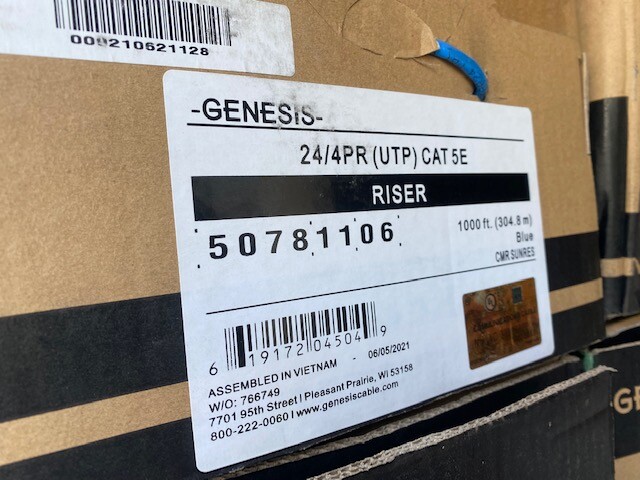 009210621128
-GENESIS-
24/4PR (UTP) CAT 5E
RISER
50781106
1000 ft. (304.8 m)
Blue
CMR SUNRES
6 19172 04504 9
ASSEMBLED IN VIETNAM - 06/05/2021
W/O: 766749
7701 95th Street I Pleasant Prairie, WI 53158
800-222-0060 I www.genesiscable.com
-GE